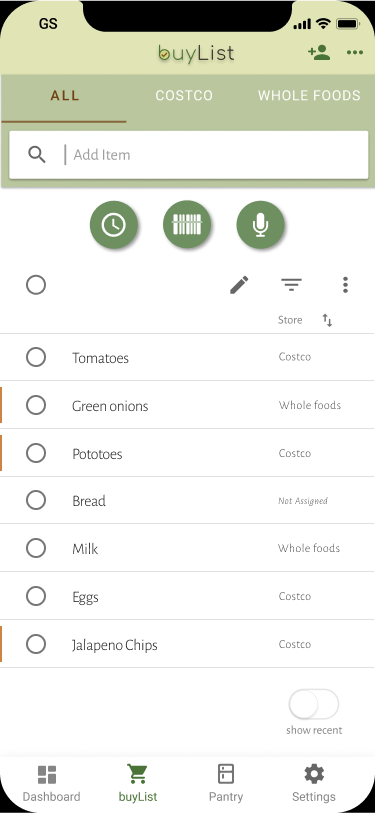 GS
buyList
ALL COSTCO WHOLE FOODS
Add Item
Store
Tomatoes Costco
Green onions Whole foods
Pototoes Costco
Bread Not Assigned
Milk Whole foods
Eggs Costco
Jalapeno Chips Costco
show recent
Dashboard buyList Pantry Settings